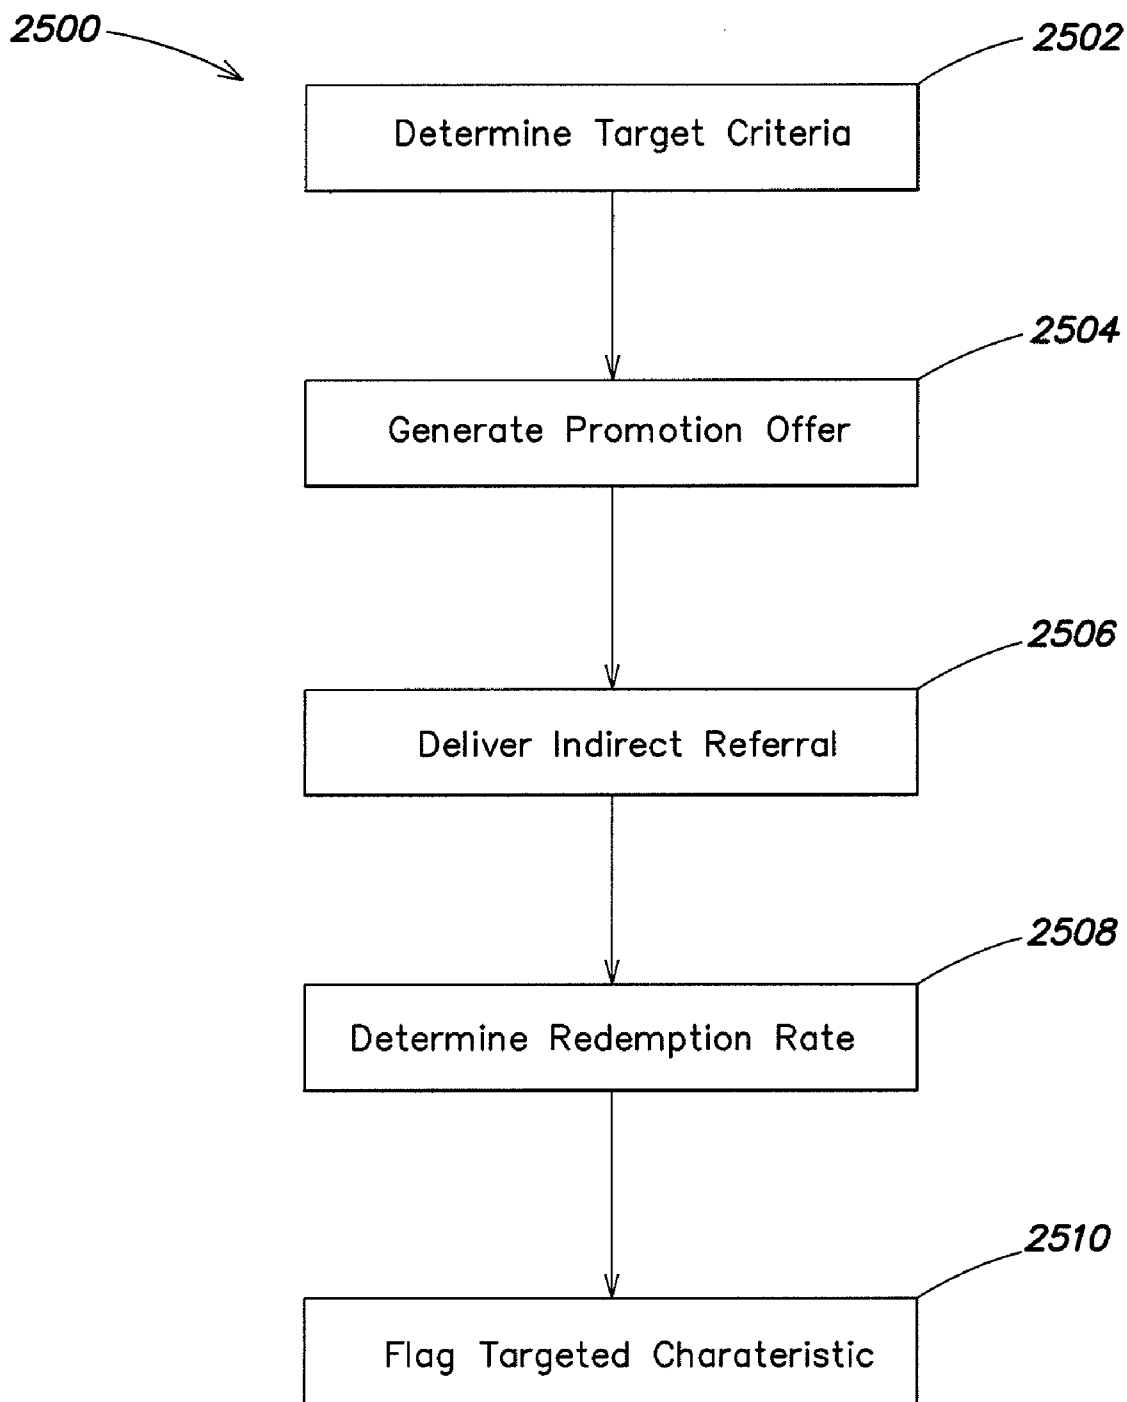 2500
2502
Determine Target Criteria
2504
Generate Promotion Offer
2506
Deliver Indirect Referral
2508
Determine Redemption Rate
2510
Flag Targeted Charateristic